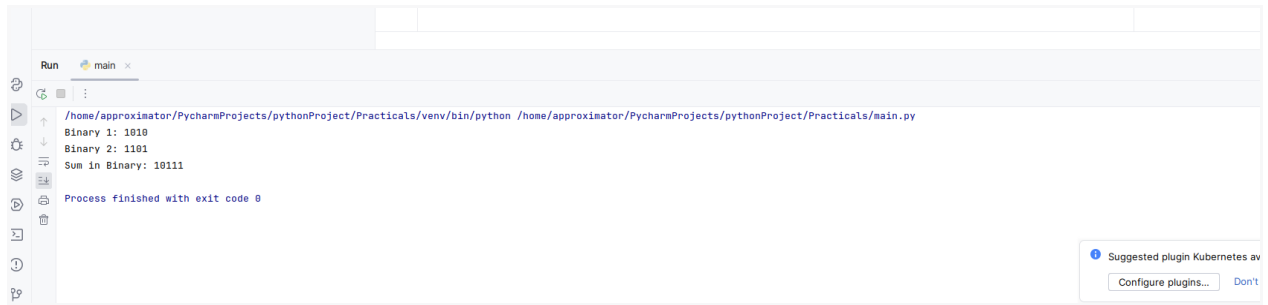 Run main
/home/approximator/PycharmProjects/pythonProject/Practicals/venv/bin/python /home/approximator/PycharmProjects/pythonProject/Practicals/main.py
Binary 1: 1010
Binary 2: 1101
Sum in Binary: 10111
Process finished with exit code 0
Suggested plugin Kubernetes av
Configure plugins... Don't